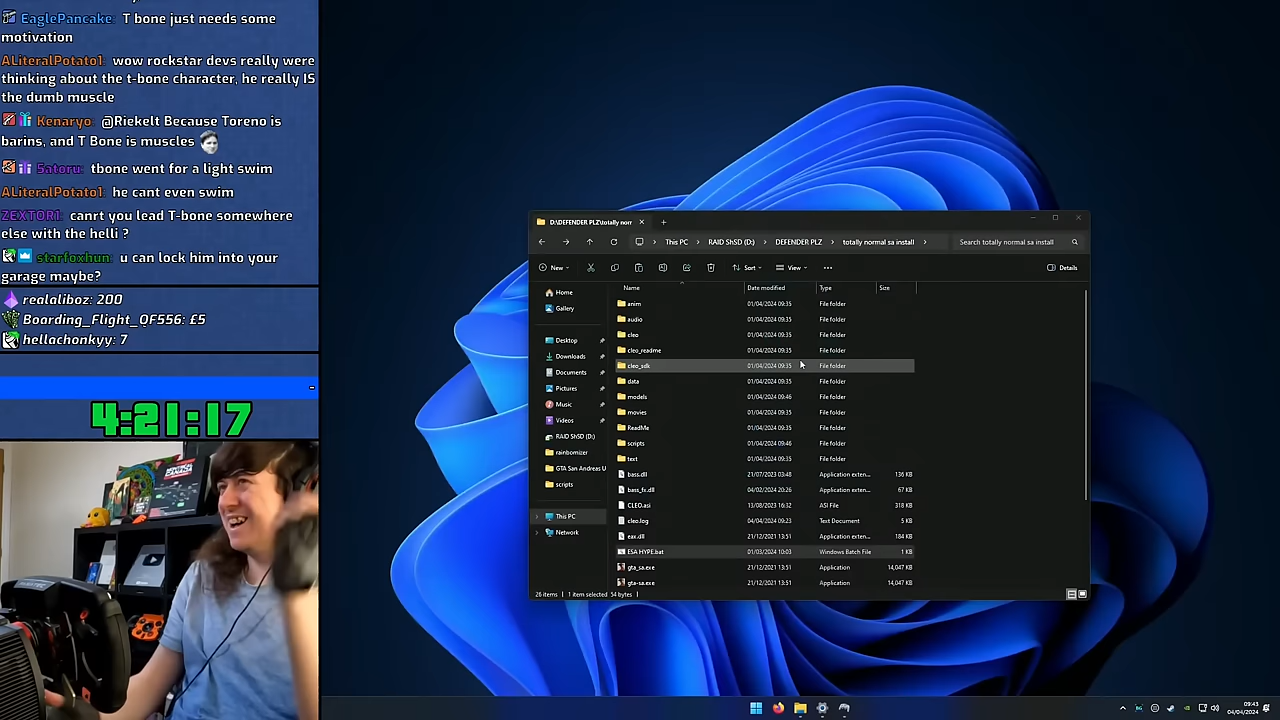 EaglePancake: T bone just needs some
motivation
ALiteralPotato1: wow rockstar devs really were
thinking about the t-bone character, he really IS
the dumb muscle
Kenaryo: @Riekelt Because Toreno is
barins, and T Bone is muscles
Satoru: tbone went for a light swim
ALiteralPotato1: he cant even swim
ZEXTOR1: canrt you lead T-bone somewhere
else with the helli ?
starfoxhun: u can lock him into your
garage maybe?
realaliboz: 200
Boarding_Flight_QF556: £5
hellachonkyy: 7
-
4:21:17
D:\DEFENDER PLZ\totally norr
This PC > RAID ShSD (D:) > DEFENDER PLZ > totally normal sa install >
Search totally normal sa install
New
Sort
View
Details
Home
Gallery
Desktop
Downloads
Documents
Pictures
Music
Videos
RAID ShSD (D:)
rainbomizer
GTA San Andreas U
scripts
This PC
Network
Name Date modified Type Size
anim 01/04/2024 09:35 File folder
audio 01/04/2024 09:35 File folder
cleo 01/04/2024 09:35 File folder
cleo_readme 01/04/2024 09:35 File folder
cleo_sdk 01/04/2024 09:35 File folder
data 01/04/2024 09:35 File folder
models 01/04/2024 09:46 File folder
movies 01/04/2024 09:35 File folder
ReadMe 01/04/2024 09:35 File folder
scripts 01/04/2024 09:46 File folder
text 01/04/2024 09:35 File folder
bass.dll 21/07/2023 03:48 Application exten... 136 KB
bass_fx.dll 04/02/2024 20:26 Application exten... 67 KB
CLEO.asi 13/08/2023 16:32 ASI File 318 KB
cleo.log 04/04/2024 09:23 Text Document 5 KB
eax.dll 21/12/2021 13:51 Application exten... 184 KB
ESA HYPE.bat 01/03/2024 10:03 Windows Batch File 1 KB
gta_sa.exe 21/12/2021 13:51 Application 14,047 KB
gta-sa.exe 21/12/2021 13:51 Application 14,047 KB
26 items 1 item selected 54 bytes
09:43
04/04/2024